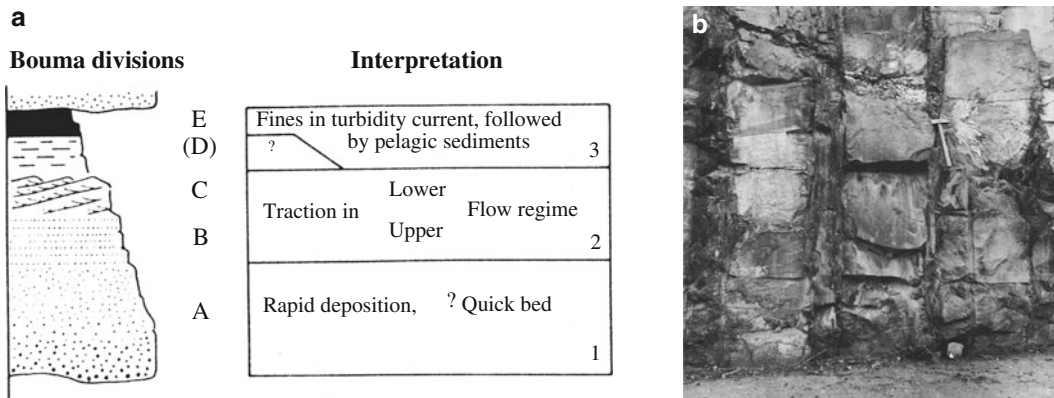 a
Bouma divisions
Interpretation
E
(D)
C
B
A
Fines in turbidity current, followed
by pelagic sediments
?
3
Lower
Traction in
Flow regime
Upper
2
Rapid deposition, ? Quick bed
1
b